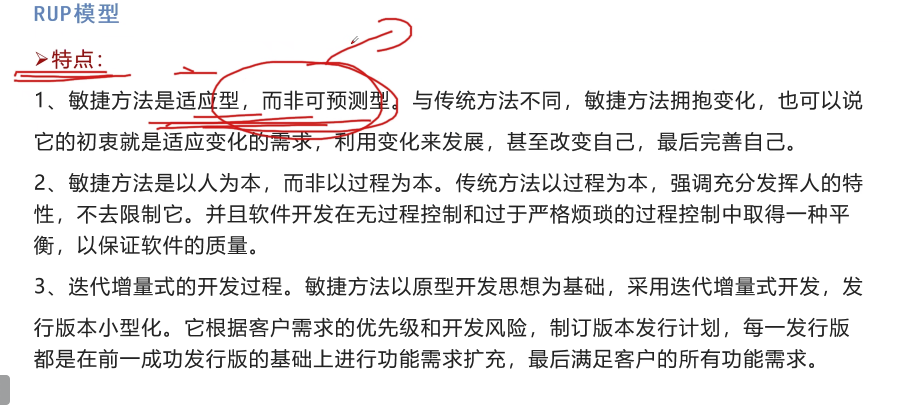 RUP模型
➢特点：
1、敏捷方法是适应型，而非可预测型。与传统方法不同，敏捷方法拥抱变化，也可以说
它的初衷就是适应变化的需求，利用变化来发展，甚至改变自己，最后完善自己。
2、敏捷方法是以人为本，而非以过程为本。传统方法以过程为本，强调充分发挥人的特
性，不去限制它。并且软件开发在无过程控制和过于严格烦琐的过程控制中取得一种平
衡，以保证软件的质量。
3、迭代增量式的开发过程。敏捷方法以原型开发思想为基础，采用迭代增量式开发，发
行版本小型化。它根据客户需求的优先级和开发风险，制订版本发行计划，每一发行版
都是在前一成功发行版的基础上进行功能需求扩充，最后满足客户的所有功能需求。